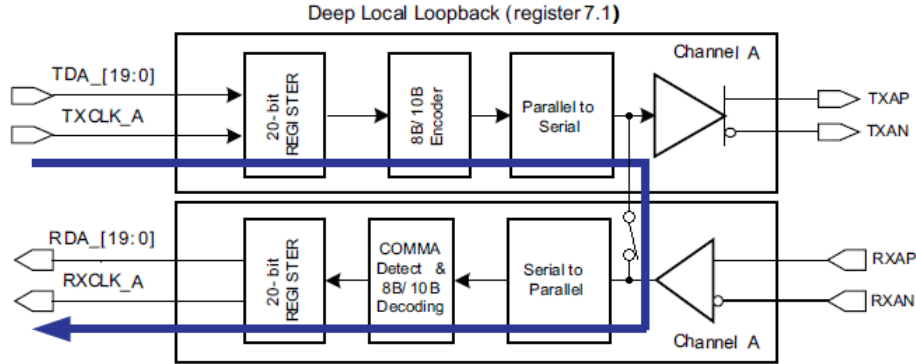 Deep Local Loopback (register 7.1)
Channel A
TDA_[19:0]
TXCLK_A
20-bit
REGISTER
8B/10B
Encoder
Parallel to
Serial
TXAP
TXAN
RDA_[19:0]
RXCLK_A
20-bit
REGISTER
COMMA
Detect &
8B/10B
Decoding
Serial to
Parallel
RXAP
RXAN
Channel A